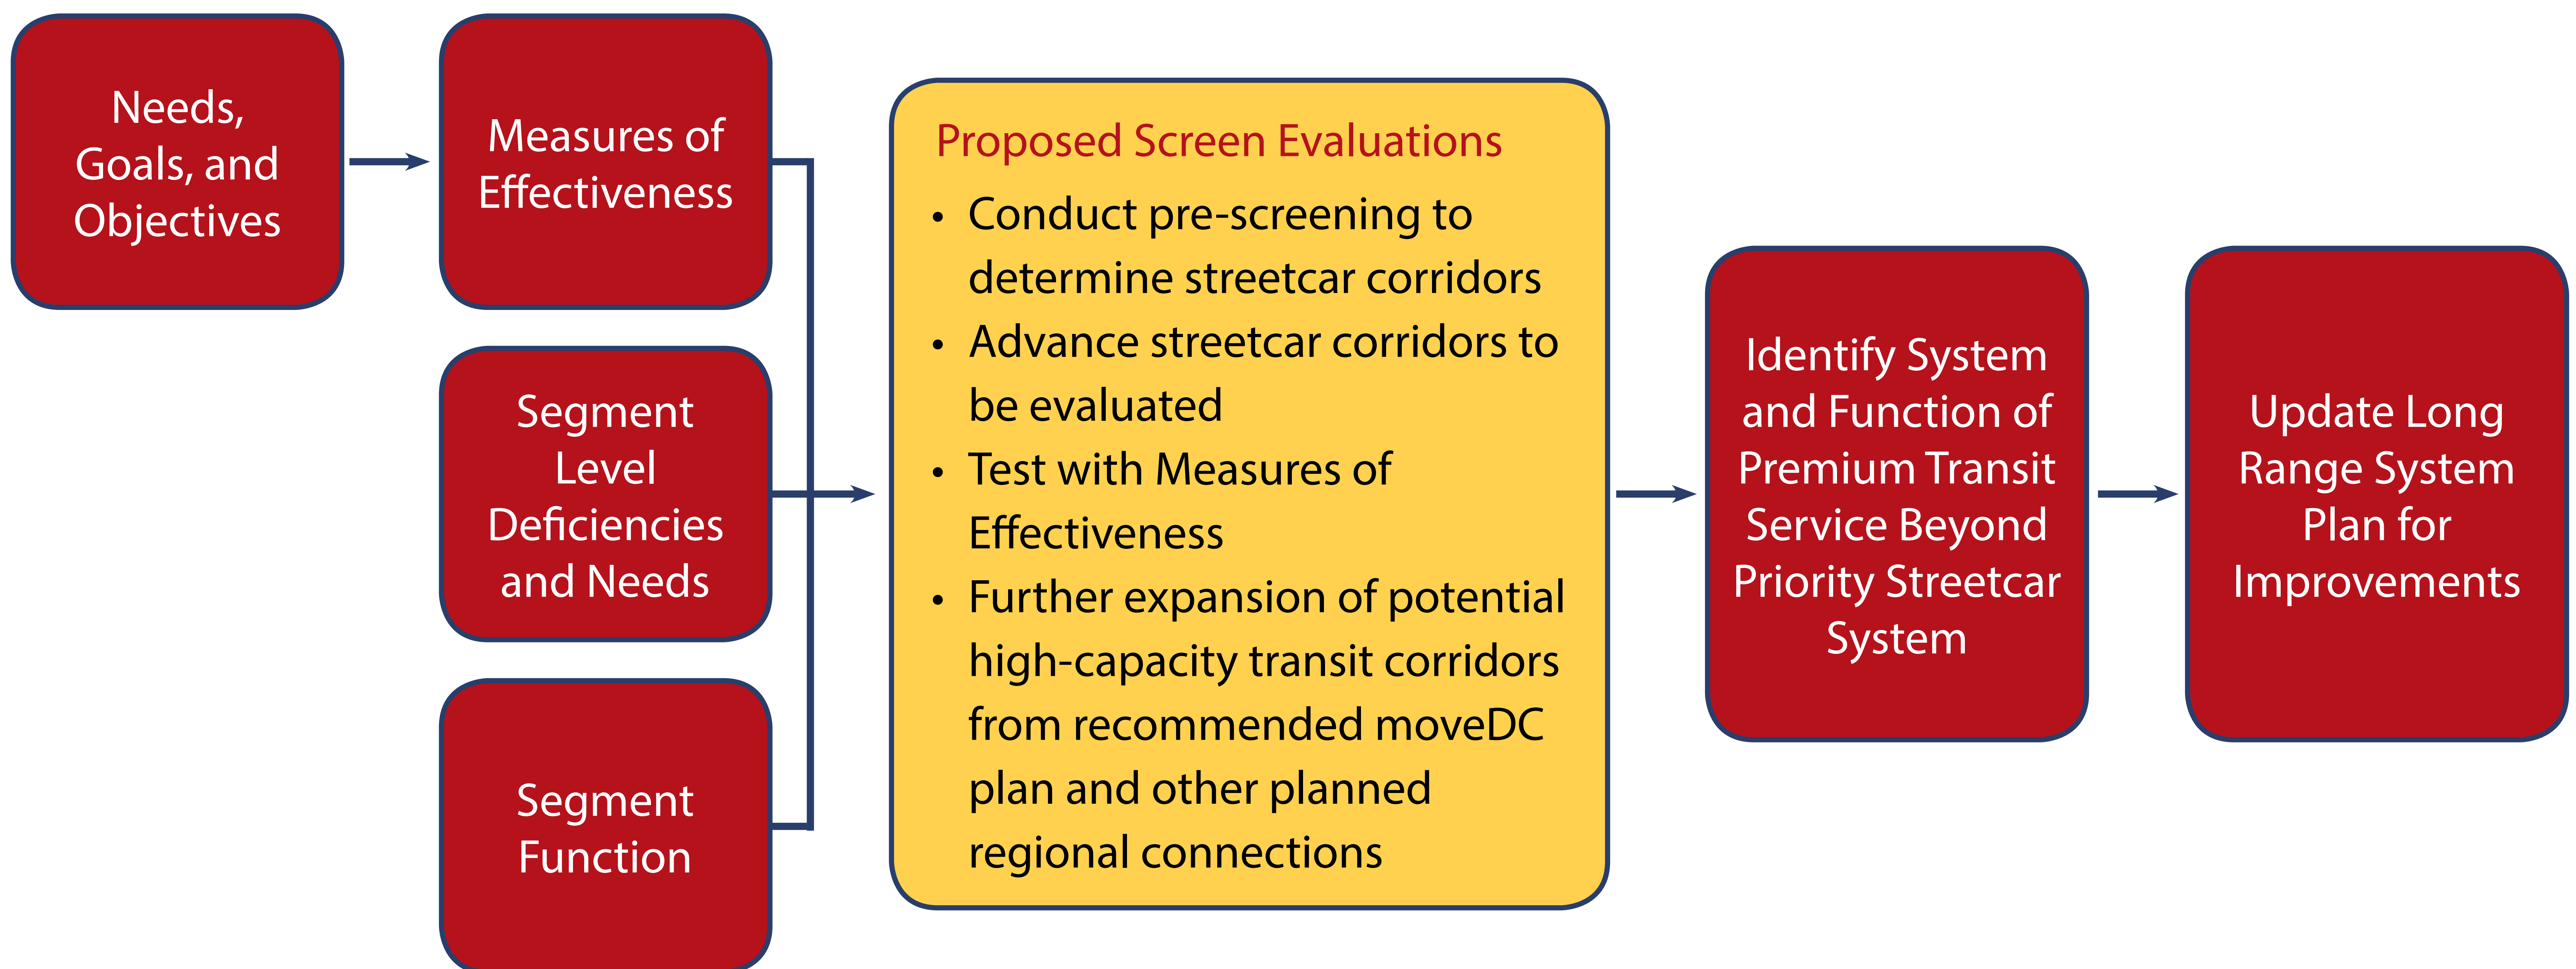 Needs,
Goals, and
Objectives
Measures of
Effectiveness
Segment
Level
Deficiencies
and Needs
Segment
Function
Proposed Screen Evaluations
• Conduct pre-screening to
determine streetcar corridors
• Advance streetcar corridors to
be evaluated
• Test with Measures of
Effectiveness
• Further expansion of potential
high-capacity transit corridors
from recommended moveDC
plan and other planned
regional connections
Identify System
and Function of
Premium Transit
Service Beyond
Priority Streetcar
System
Update Long
Range System
Plan for
Improvements